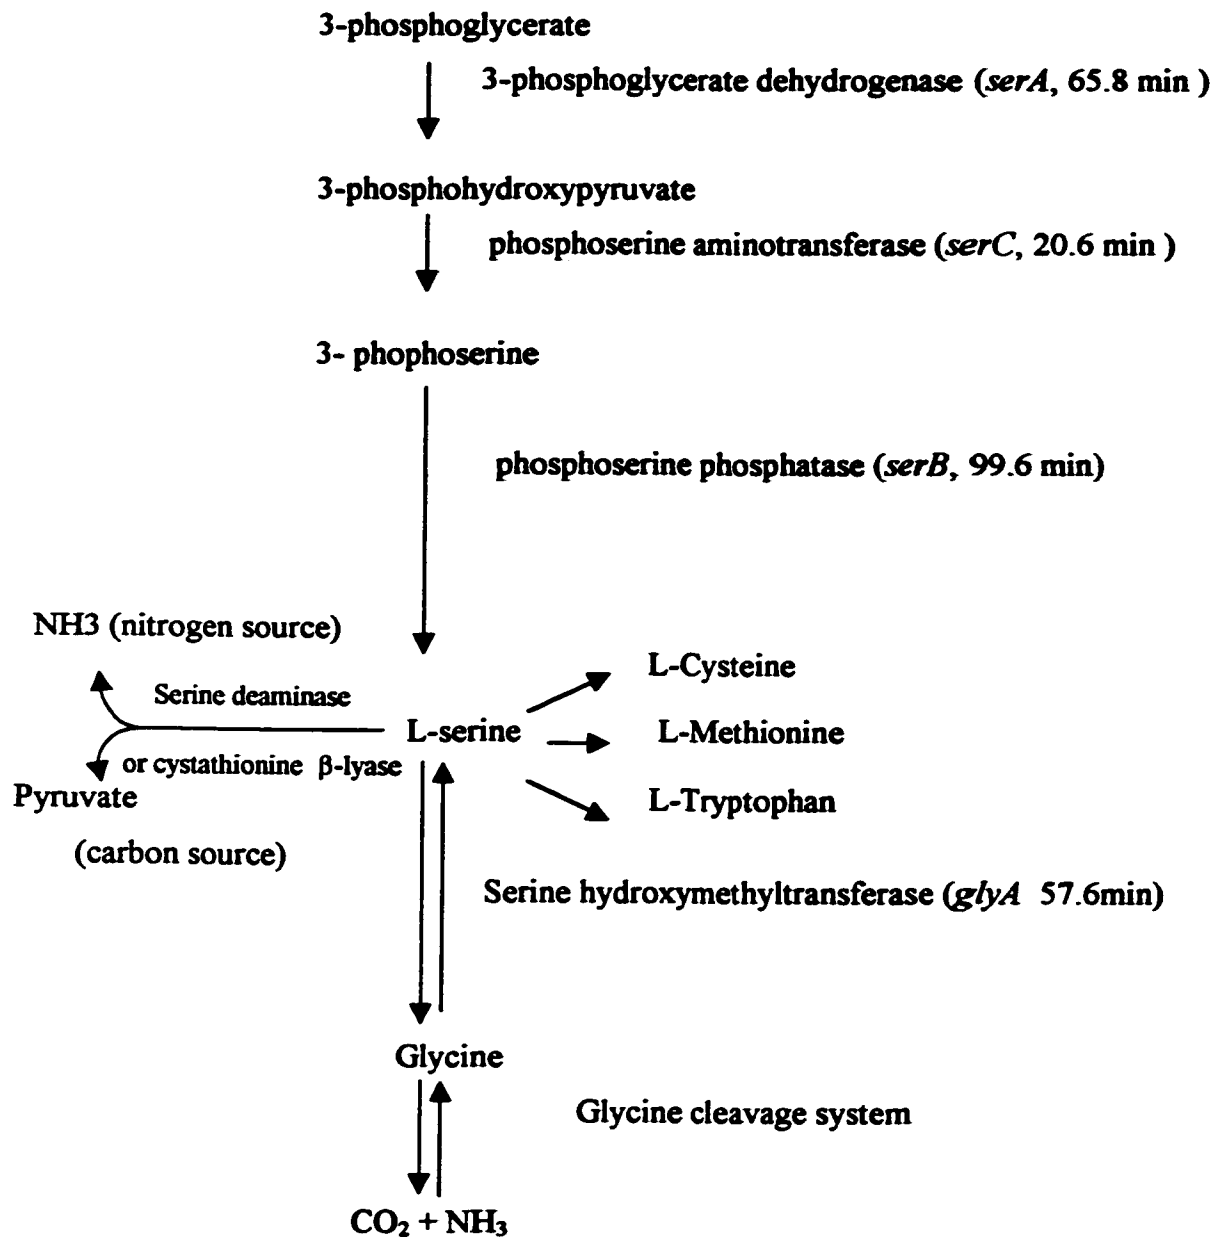 3-phosphoglycerate
3-phosphoglycerate dehydrogenase (serA, 65.8 min )
3-phosphohydroxypyruvate
phosphoserine aminotransferase (serC, 20.6 min )
3- phophoserine
phosphoserine phosphatase (serB, 99.6 min)
NH3 (nitrogen source)
L-Cysteine
Serine deaminase
L-serine
L-Methionine
or cystathionine β-lyase
Pyruvate
L-Tryptophan
(carbon source)
Serine hydroxymethyltransferase (glyA 57.6min)
Glycine
Glycine cleavage system
CO₂ + NH₃